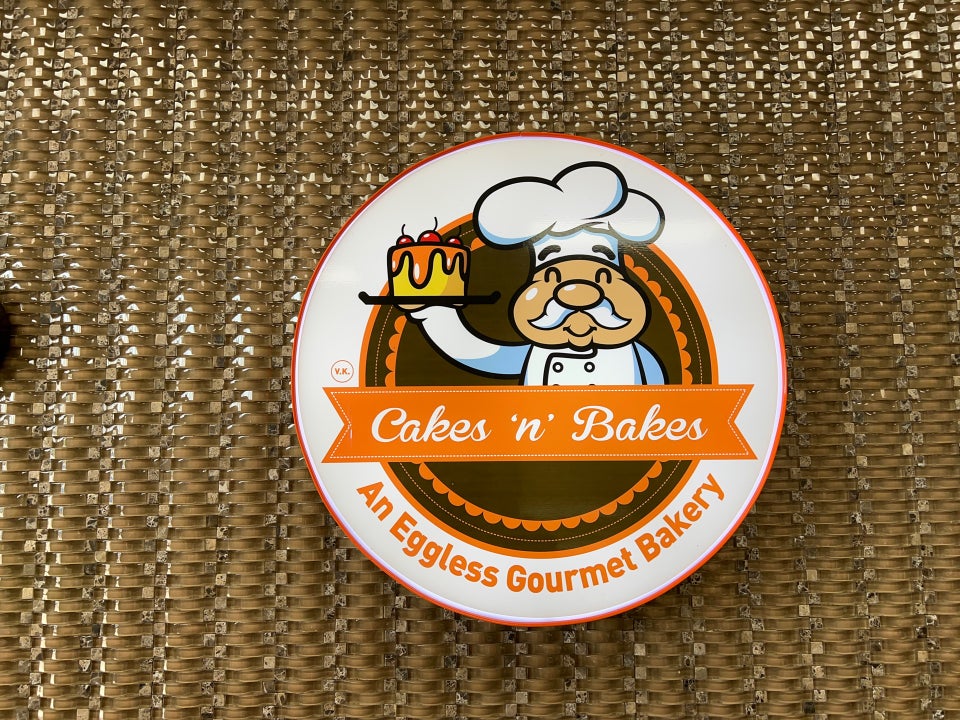 V.K.
Cakes 'n' Bakes
An Eggless Gourmet Bakery